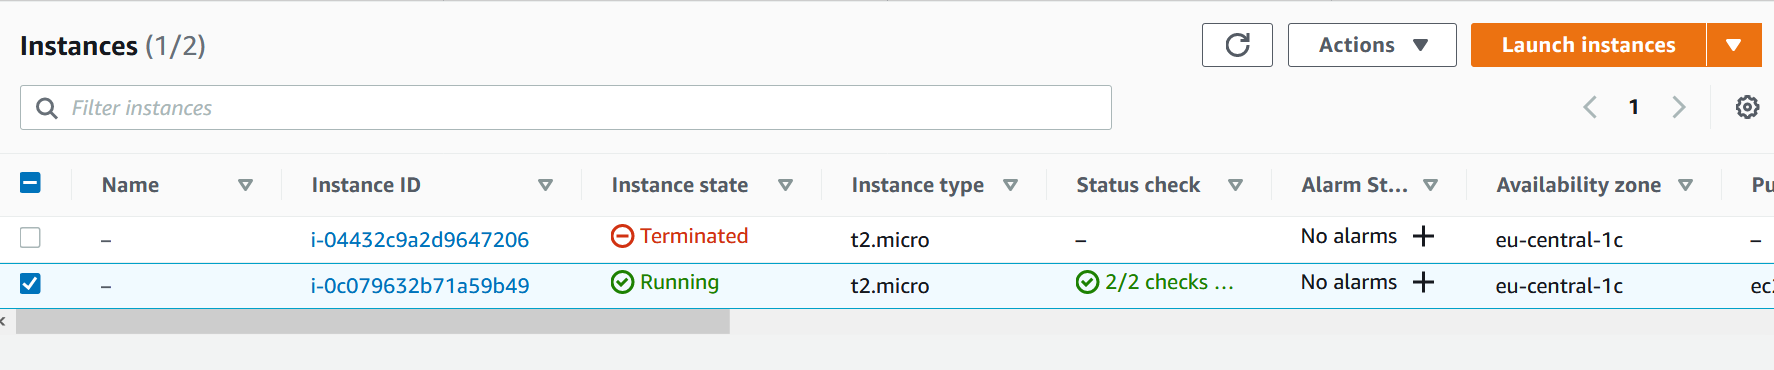 Instances (1/2)
Actions
Launch instances
Filter instances
1
Name Instance ID Instance state Instance type Status check Alarm St... Availability zone Pu
– i-04432c9a2d9647206 Terminated t2.micro – No alarms + eu-central-1c –
– i-0c079632b71a59b49 Running t2.micro 2/2 checks ... No alarms + eu-central-1c ec2